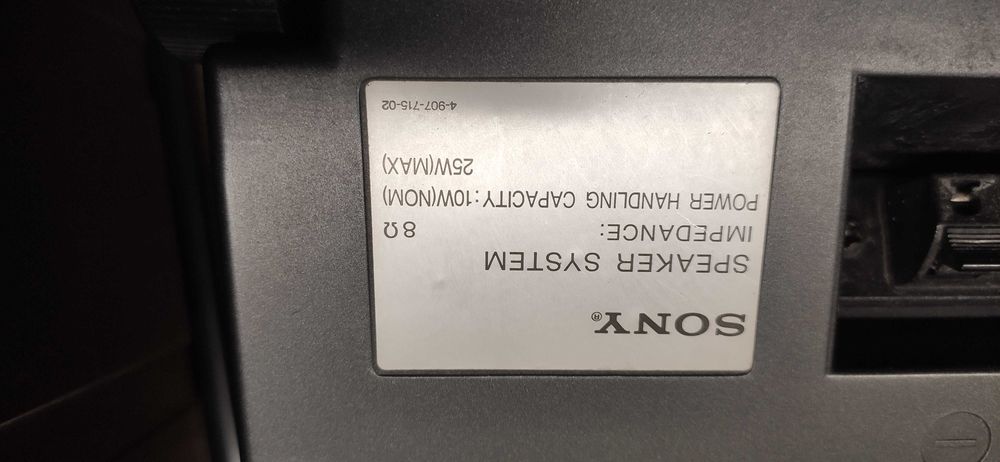 SONY®
SPEAKER SYSTEM
IMPEDANCE: 8Ω
POWER HANDLING CAPACITY:10W(NOM)
25W(MAX)
4-907-715-02